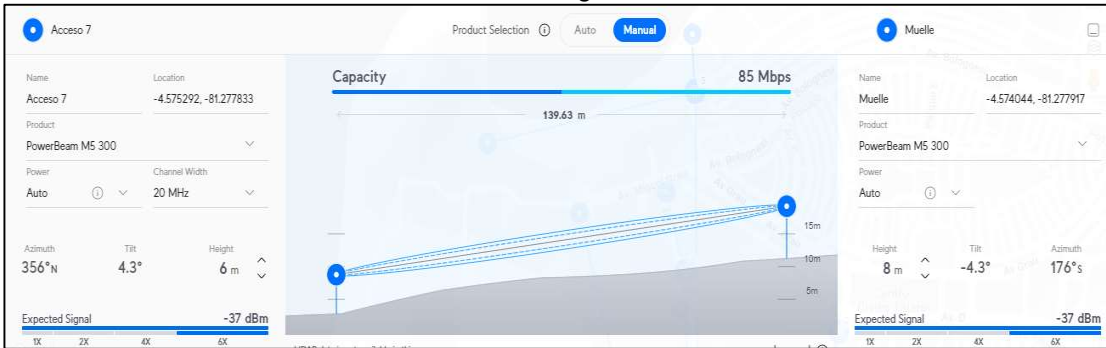 Acceso 7
Product Selection
Auto
Manual
Muelle
Name
Location
Acceso 7
-4.575292, -81.277833
Product
PowerBeam M5 300
Power
Channel Width
Auto
20 MHz
Azimuth
Tilt
Height
356°N
4.3°
6 m
Expected Signal
-37 dBm
1X
2X
4X
6X
Capacity
85 Mbps
139.63 m
15m
10m
5m
Name
Location
Muelle
-4.574044, -81.277917
Product
PowerBeam M5 300
Power
Auto
Height
Tilt
Azimuth
8 m
-4.3°
176°s
Expected Signal
-37 dBm
1X
2X
4X
6X